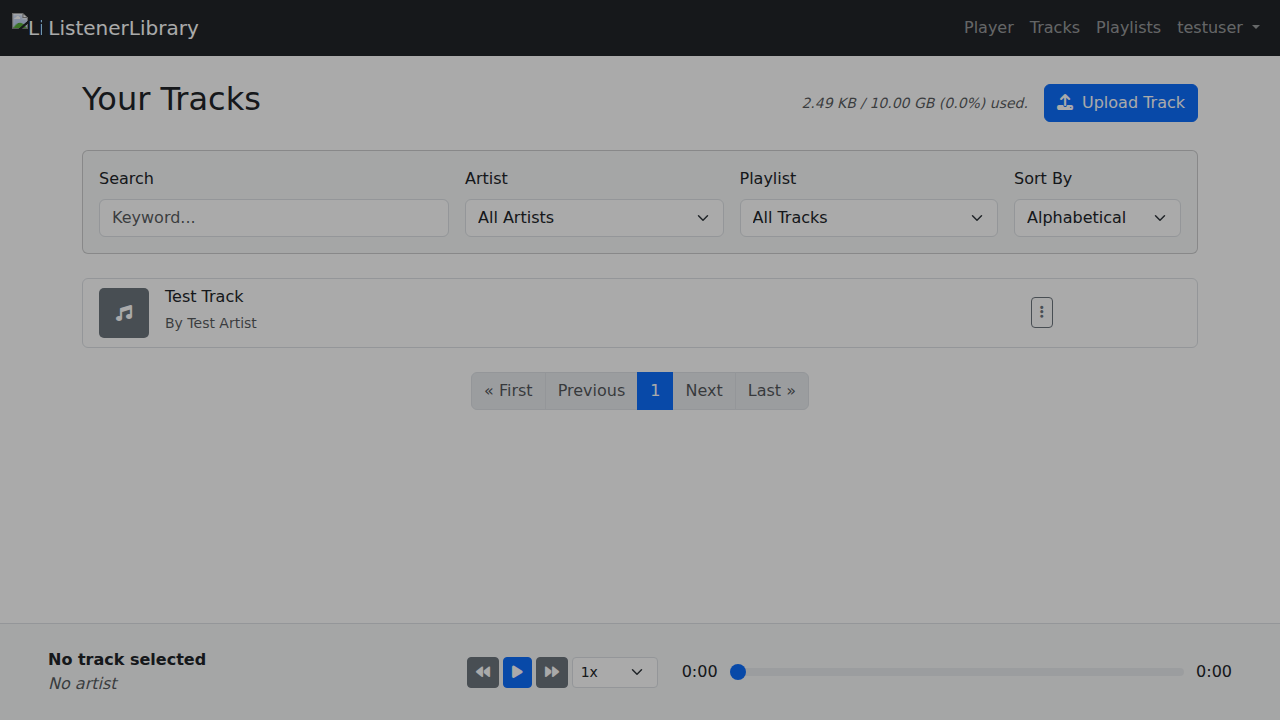 Li ListenerLibrary
Player Tracks Playlists testuser
Your Tracks
2.49 KB / 10.00 GB (0.0%) used.
Upload Track
Search Artist Playlist Sort By
Keyword... All Artists All Tracks Alphabetical
Test Track
By Test Artist
« First Previous 1 Next Last »
No track selected
No artist
1x 0:00 0:00